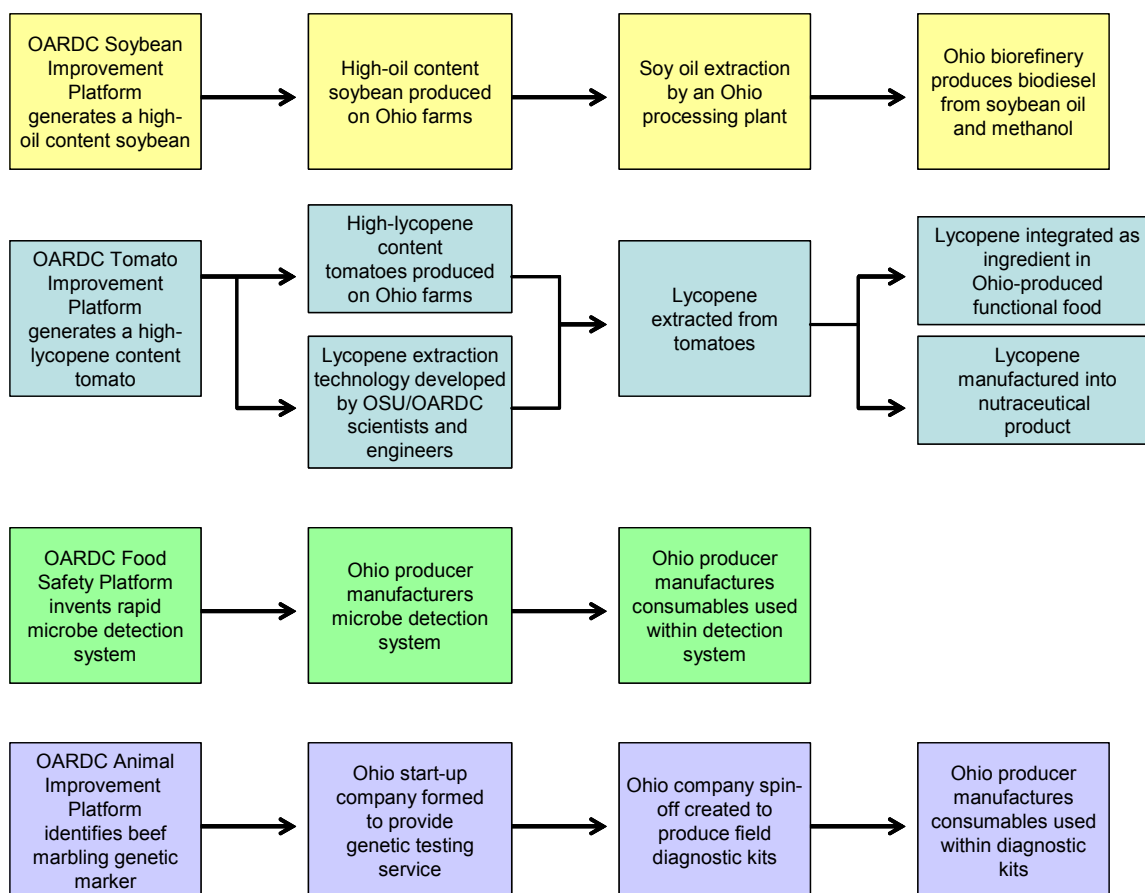 OARDC Soybean
Improvement
Platform
generates a high-
oil content soybean
High-oil content
soybean produced
on Ohio farms
Soy oil extraction
by an Ohio
processing plant
Ohio biorefinery
produces biodiesel
from soybean oil
and methanol
OARDC Tomato
Improvement
Platform
generates a high-
lycopene content
tomato
High-lycopene
content
tomatoes produced
on Ohio farms
Lycopene extraction
technology developed
by OSU/OARDC
scientists and
engineers
Lycopene
extracted from
tomatoes
Lycopene integrated as
ingredient in
Ohio-produced
functional food
Lycopene
manufactured into
nutraceutical
product
OARDC Food
Safety Platform
invents rapid
microbe detection
system
Ohio producer
manufacturers
microbe detection
system
Ohio producer
manufactures
consumables used
within detection
system
OARDC Animal
Improvement
Platform
identifies beef
marbling genetic
marker
Ohio start-up
company formed
to provide
genetic testing
service
Ohio company spin-
off created to
produce field
diagnostic kits
Ohio producer
manufactures
consumables used
within diagnostic
kits